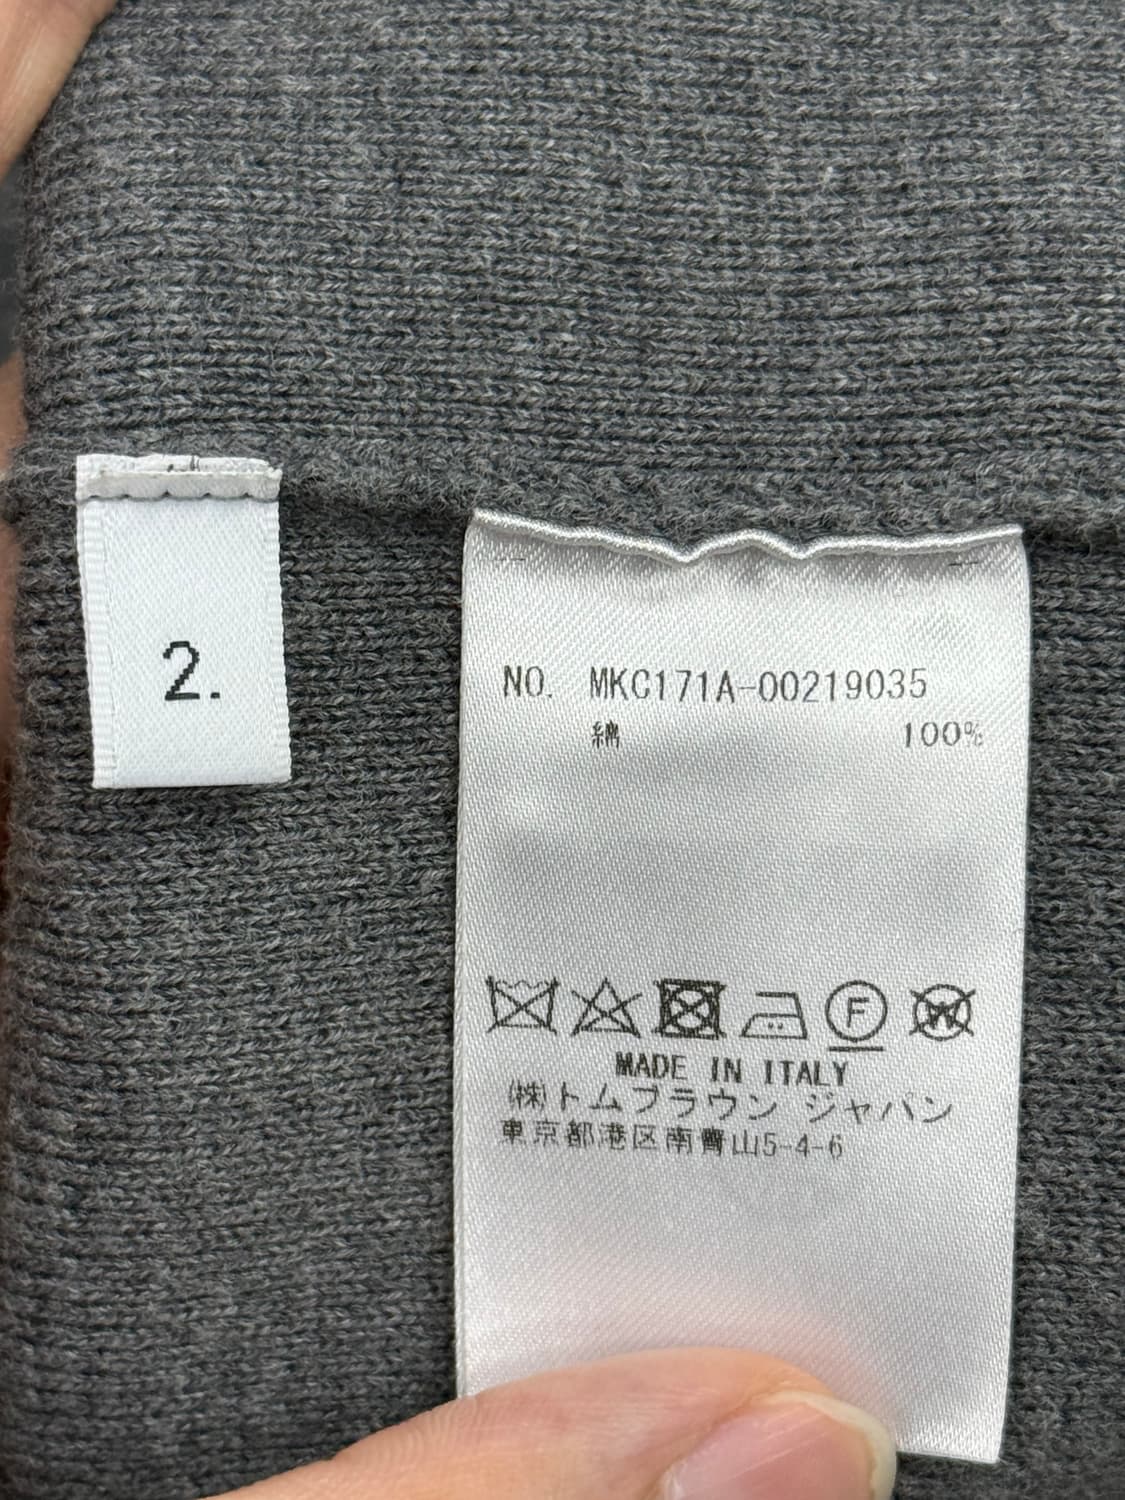 2.
NO. MKC171A-00219035
綿 100%
F W
MADE IN ITALY
(株)トムブラウン ジャパン
東京都港区南青山5-4-6